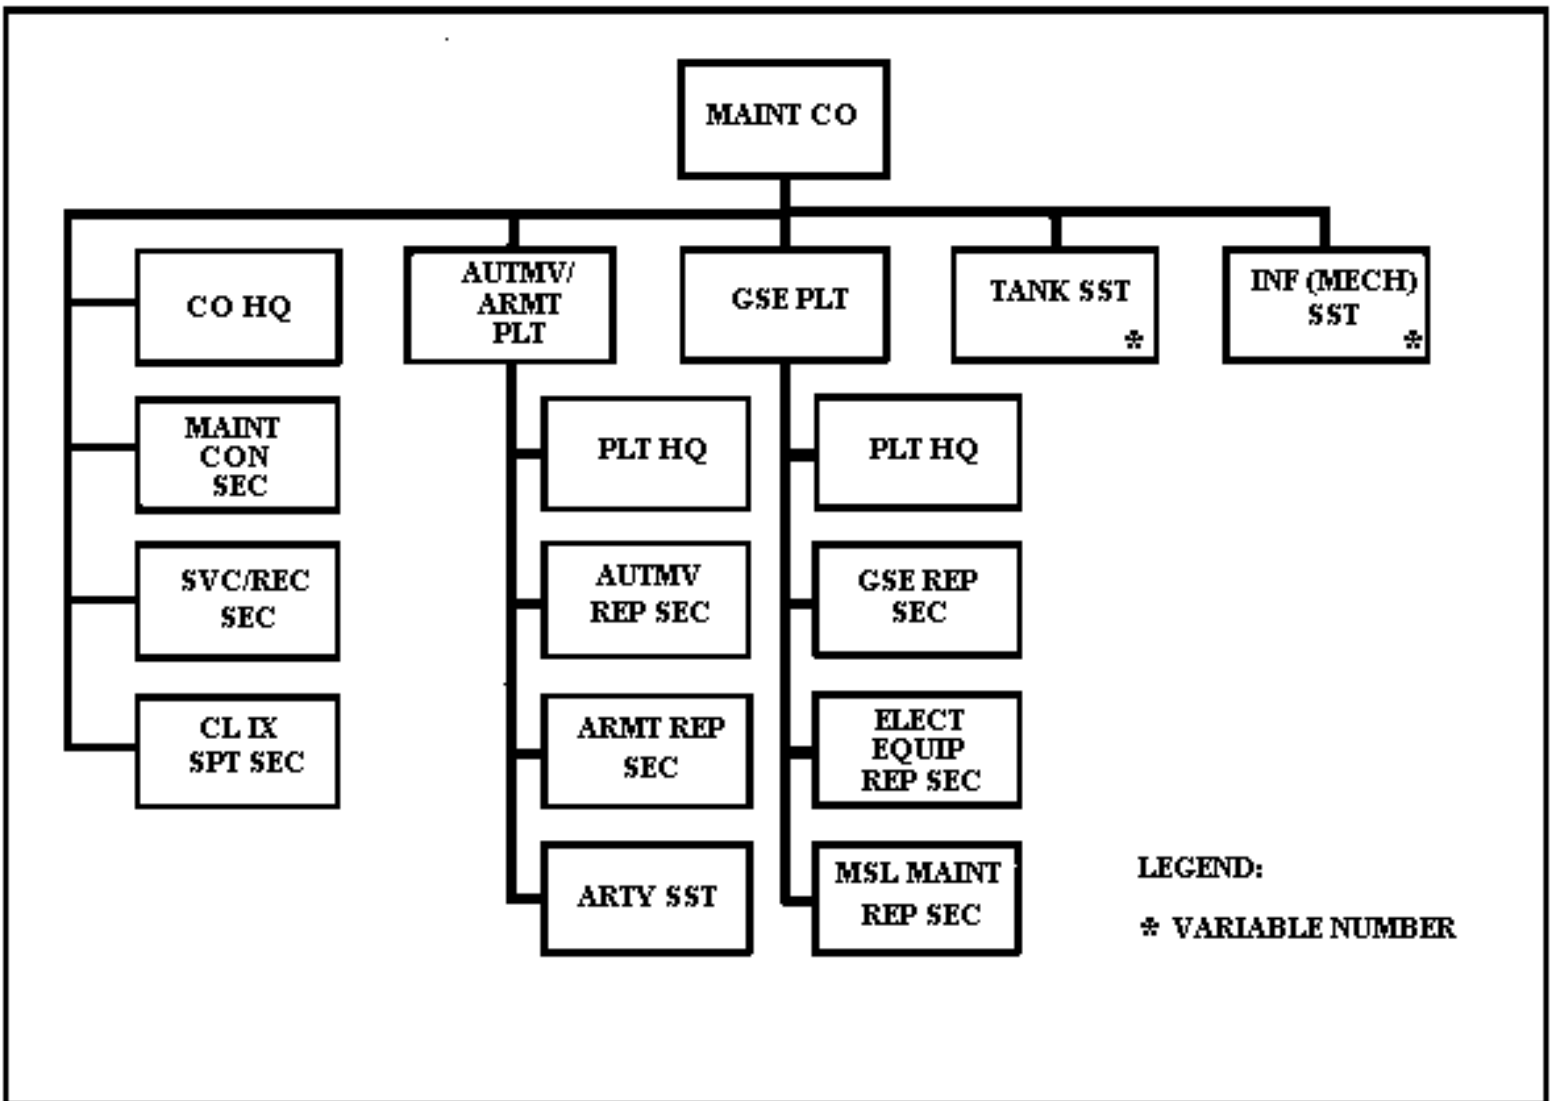 MAINT CO
CO HQ
AUTMV/
ARMT
PLT
GSE PLT
TANK SST
*
INF (MECH)
SST
*
MAINT
CON
SEC
PLT HQ
PLT HQ
SVC/REC
SEC
AUTMV
REP SEC
GSE REP
SEC
CL IX
SPT SEC
ARMT REP
SEC
ELECT
EQUIP
REP SEC
ARTY SST
MSL MAINT
REP SEC
LEGEND:
* VARIABLE NUMBER